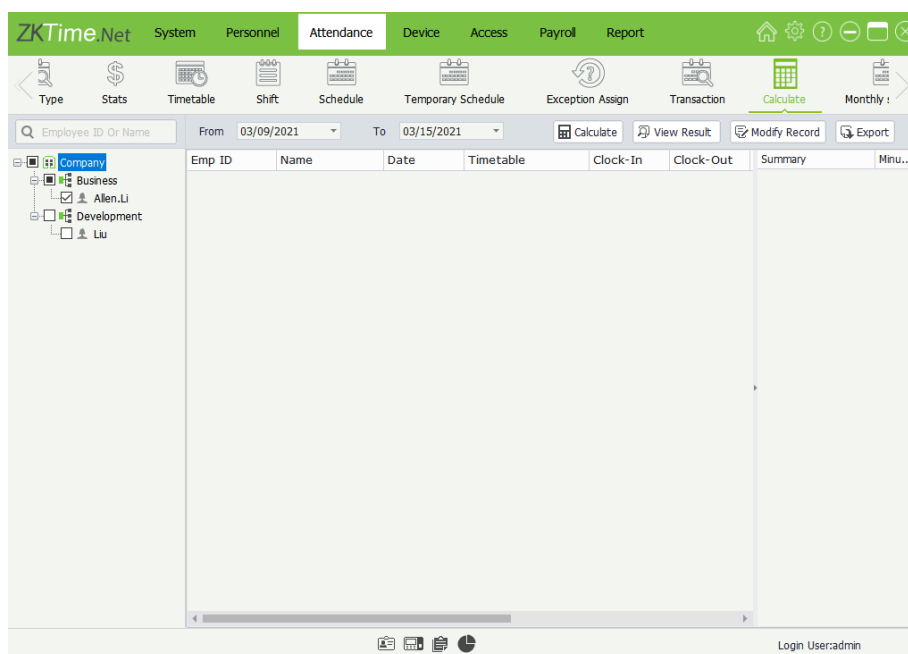 ZKTime.Net System Personnel Attendance Device Access Payroll Report
Type Stats Timetable Shift Schedule Temporary Schedule Exception Assign Transaction Calculate Monthly
Employee ID Or Name From 03/09/2021 To 03/15/2021 Calculate View Result Modify Record Export
Company
Business
Allen.Li
Development
Liu
Emp ID Name Date Timetable Clock-In Clock-Out Summary Minu..
Login User:admin